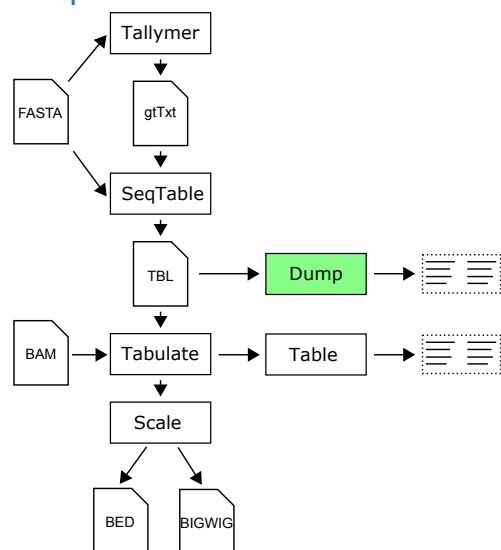 Tallymer
FASTA
gtTxt
SeqTable
TBL
Dump
BAM
Tabulate
Table
Scale
BED
BIGWIG